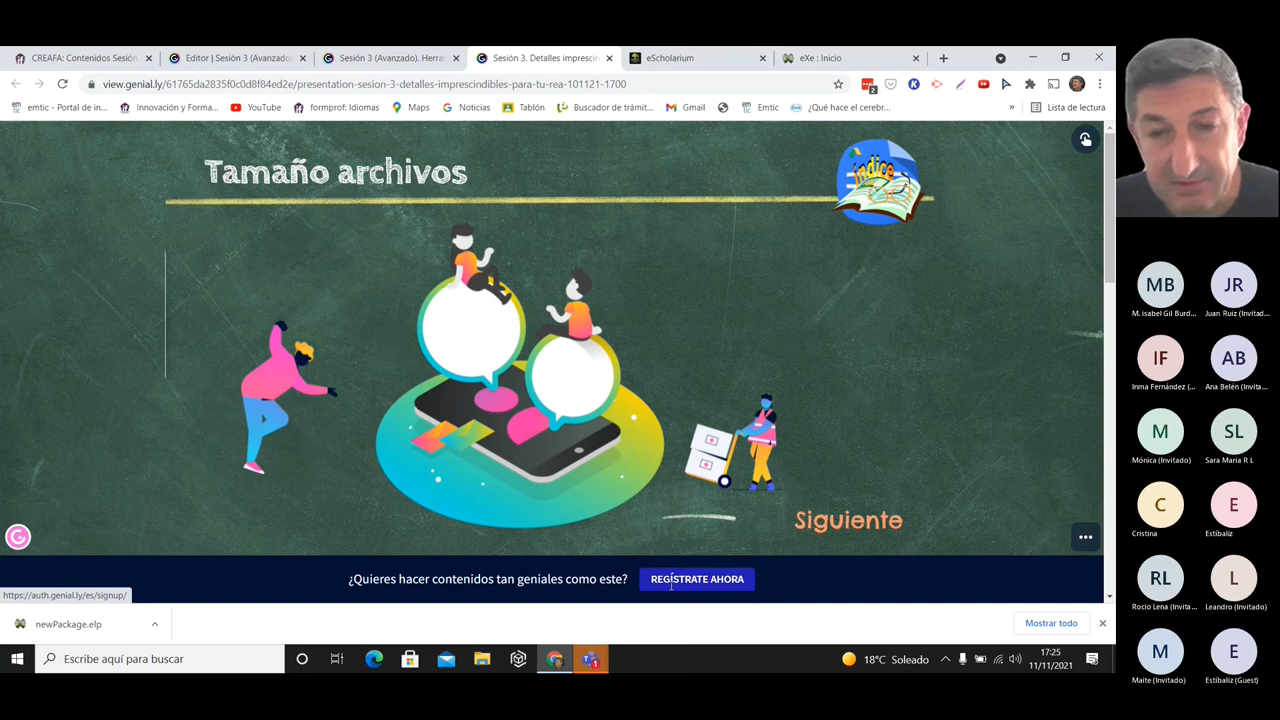 CREAFA: Contenidos Sesión
Editor | Sesión 3 (Avanzado)
Sesión 3 (Avanzado). Herra
Sesión 3. Detalles imprescin
eScholarium
eXe : Inicio
view.genial.ly/61765da2835f0c0d8f84ed2e/presentation-sesion-3-detalles-imprescindibles-para-tu-rea-101121-1700
2
emtic - Portal de in...
Innovación y Forma...
YouTube
formprof: Idiomas
Maps
Noticias
Tablón
Buscador de trámit...
Gmail
Emtic
¿Qué hace el cerebr...
»
Lista de lectura
Tamaño archivos
índice
Siguiente
¿Quieres hacer contenidos tan geniales como este?
REGÍSTRATE AHORA
https://auth.genial.ly/es/signup/
newPackage.elp
Mostrar todo
Escribe aquí para buscar
18°C Soleado
17:25
11/11/2021
MB
M. isabel Gil Burd...
JR
Juan Ruiz (Invitad...
IF
Inma Fernández (...
AB
Ana Belén (Invita...
M
Mónica (Invitado)
SL
Sara Maria R L
C
Cristina
E
Estíbaliz
RL
Rocio Lena (Invita...
L
Leandro (Invitado)
M
Maite (Invitado)
E
Estíbaliz (Guest)